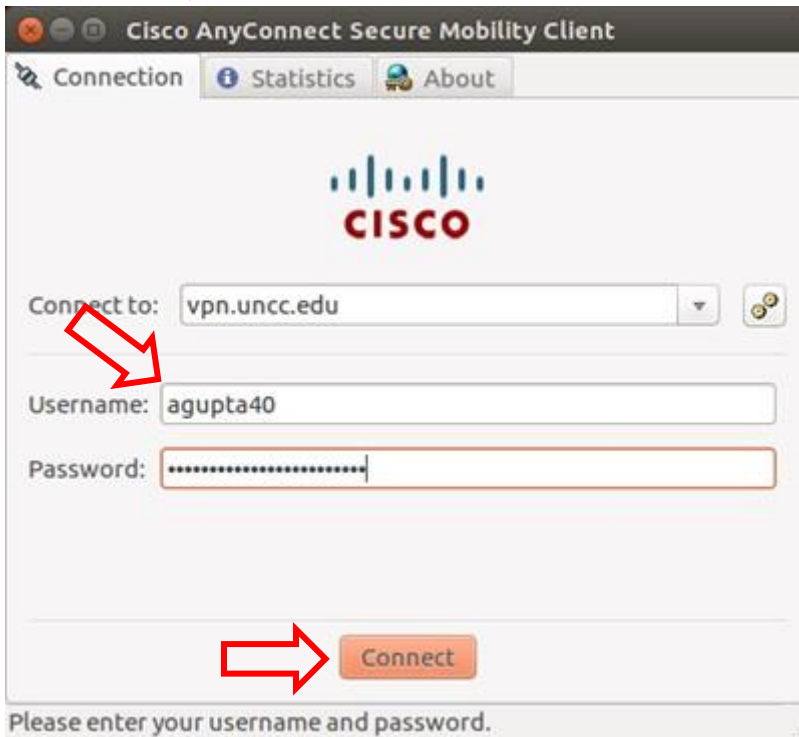 Cisco AnyConnect Secure Mobility Client
Connection Statistics About
CISCO
Connect to: vpn.uncc.edu
Username: agupta40
Password: ••••••••••••••••••••••••
Connect
Please enter your username and password.